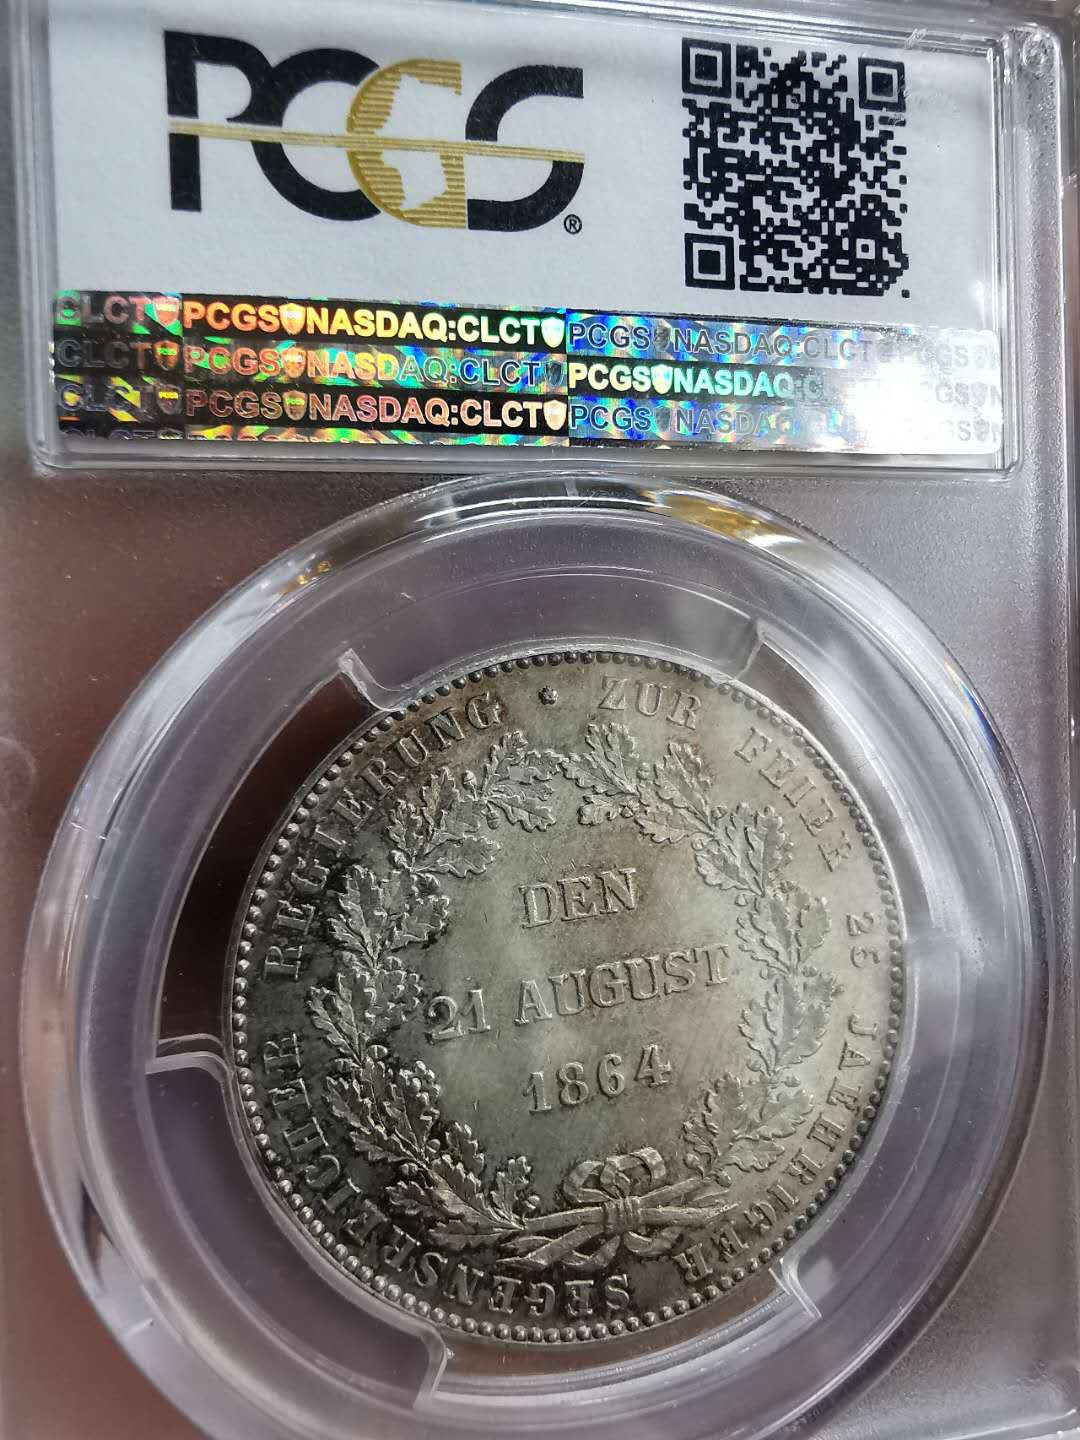 PCGS®
CLCT PCGS NASDAQ:CLCT PCGS NASDAQ:CLCT
CLCT PCGS NASDAQ:CLCT PCGS NASDAQ:CLCT
CLCT PCGS NASDAQ:CLCT PCGS NASDAQ:CLCT
ZUR FEIER 25 JAEHRIGER SEGENSREICHER REGIERUNG
DEN
21 AUGUST
1864